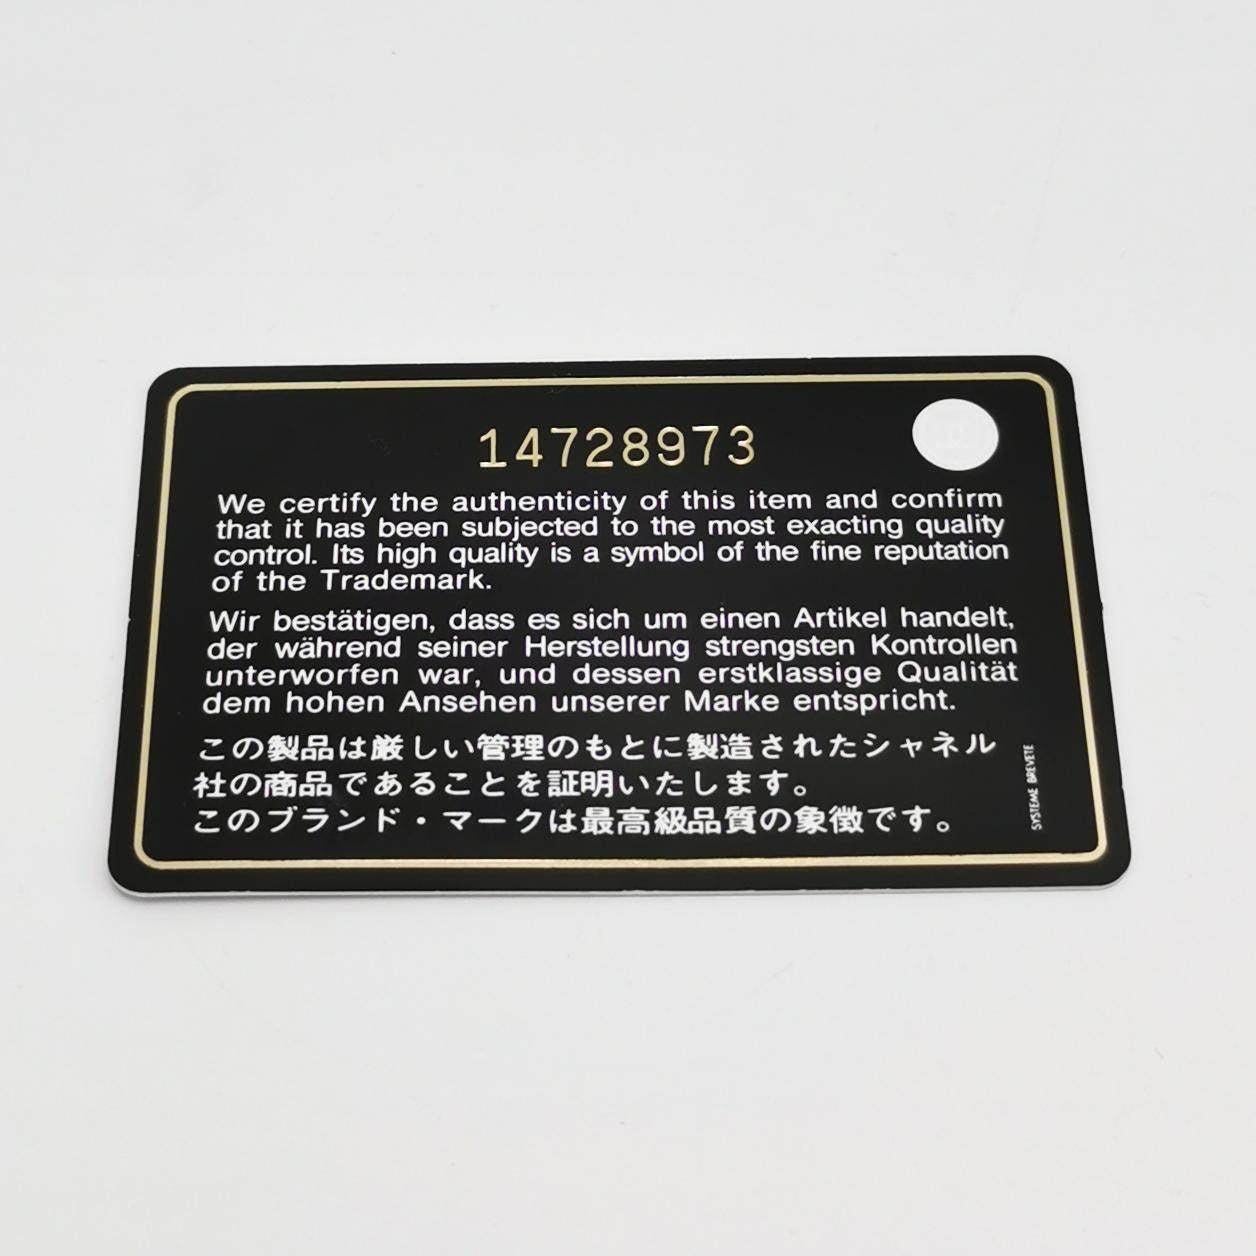 14728973
We certify the authenticity of this item and confirm
that it has been subjected to the most exacting quality
control. Its high quality is a symbol of the fine reputation
of the Trademark.
Wir bestätigen, dass es sich um einen Artikel handelt,
der während seiner Herstellung strengsten Kontrollen
unterworfen war, und dessen erstklassige Qualität
dem hohen Ansehen unserer Marke entspricht.
この製品は厳しい管理のもとに製造されたシャネル
社の商品であることを証明いたします。
このブランド・マークは最高級品質の象徴です。
SYSTEME BREVETE